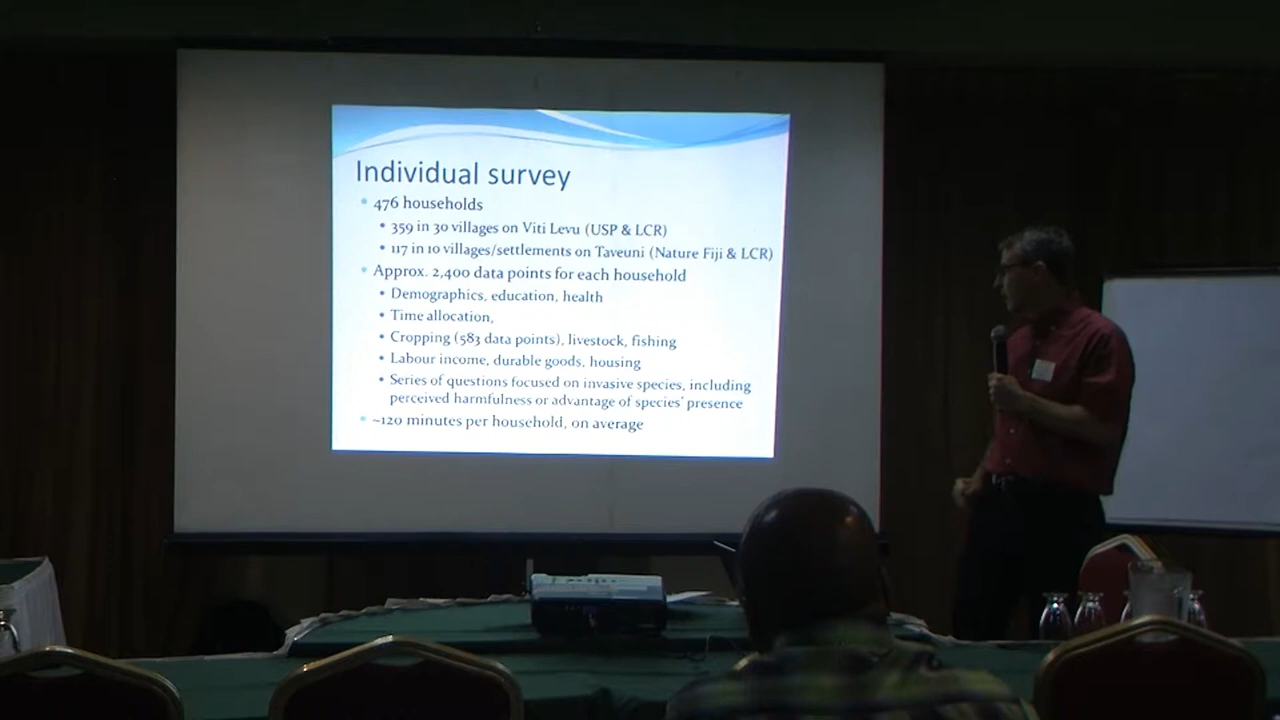 Individual survey
• 476 households
• 359 in 30 villages on Viti Levu (USP & LCR)
• 117 in 10 villages/settlements on Taveuni (Nature Fiji & LCR)
• Approx. 2,400 data points for each household
• Demographics, education, health
• Time allocation,
• Cropping (583 data points), livestock, fishing
• Labour income, durable goods, housing
• Series of questions focused on invasive species, including
perceived harmfulness or advantage of species' presence
• ~120 minutes per household, on average